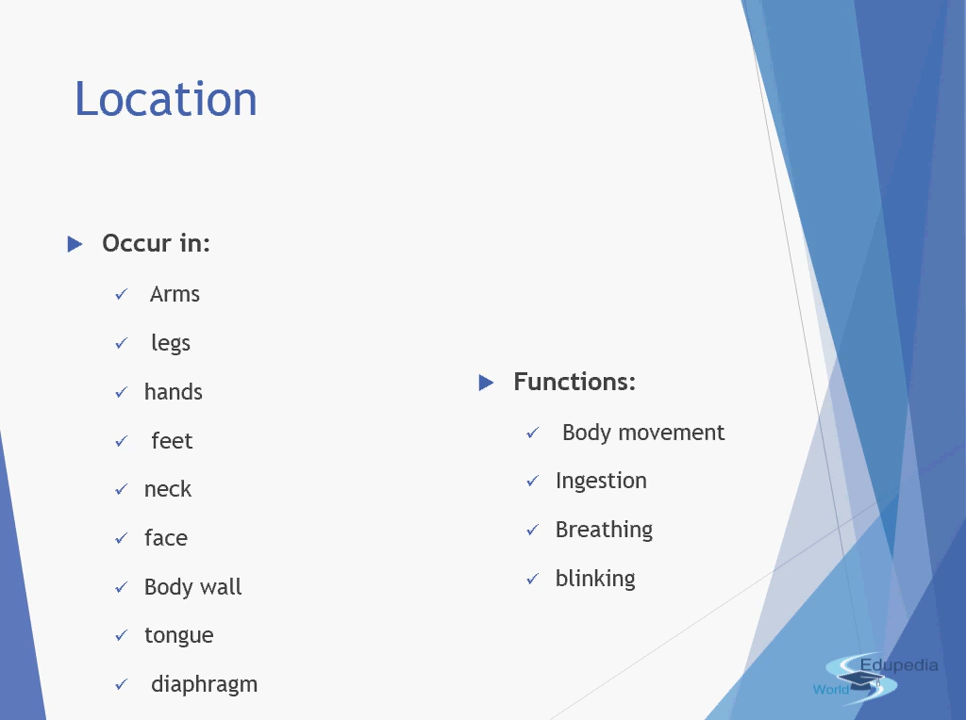 Location
Occur in:
Arms
legs
hands
feet
neck
face
Body wall
tongue
diaphragm
Functions:
Body movement
Ingestion
Breathing
blinking
Edupedia
World